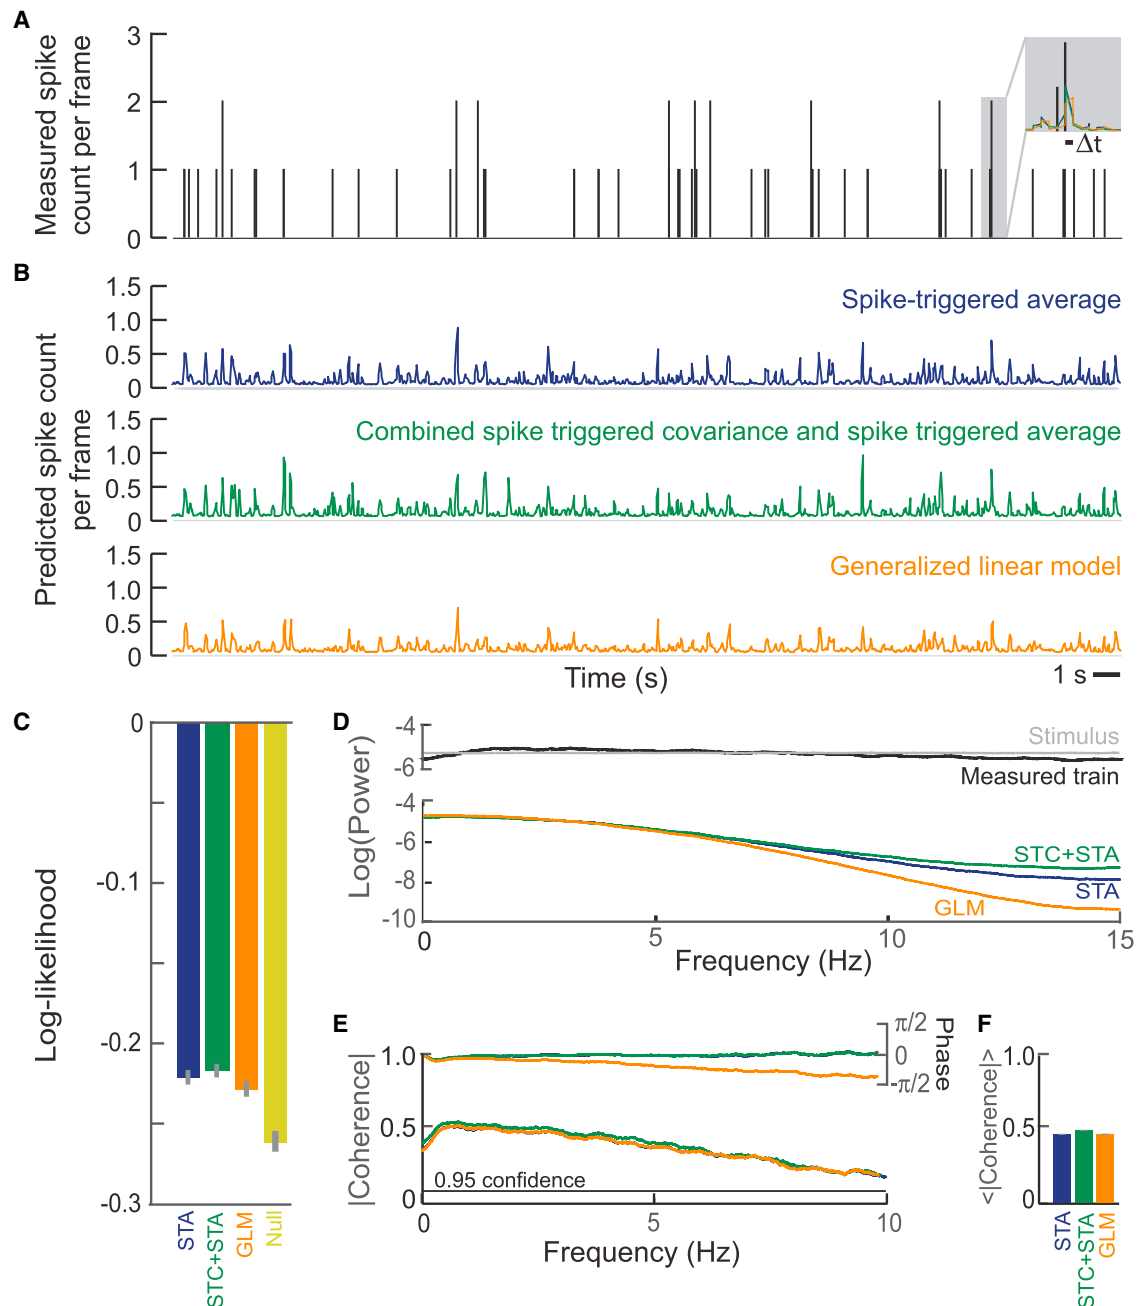 A
Measured spike
count per frame
3
2
1
0
Δt
B
Predicted spike count
per frame
1.5
1.0
0.5
0
Spike-triggered average
1.5
1.0
0.5
0
Combined spike triggered covariance and spike triggered average
1.5
1.0
0.5
0
Generalized linear model
Time (s)
1 s
C
Log-likelihood
0
-0.1
-0.2
-0.3
STA
STC+STA
GLM
Null
D
Log(Power)
-4
-6
Stimulus
Measured train
-4
-6
-8
-10
STC+STA
STA
GLM
0
5
10
15
Frequency (Hz)
E
|Coherence|
1.0
0.5
0
π/2
0
-π/2
Phase
0.95 confidence
0
5
10
Frequency (Hz)
F
<|Coherence|>
1.0
0.5
0
STA
STC+STA
GLM